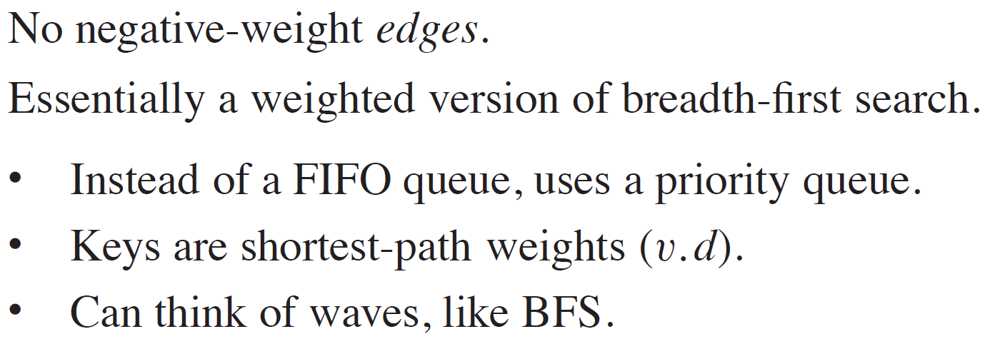 No negative-weight edges.
Essentially a weighted version of breadth-first search.
• Instead of a FIFO queue, uses a priority queue.
• Keys are shortest-path weights (v.d).
• Can think of waves, like BFS.